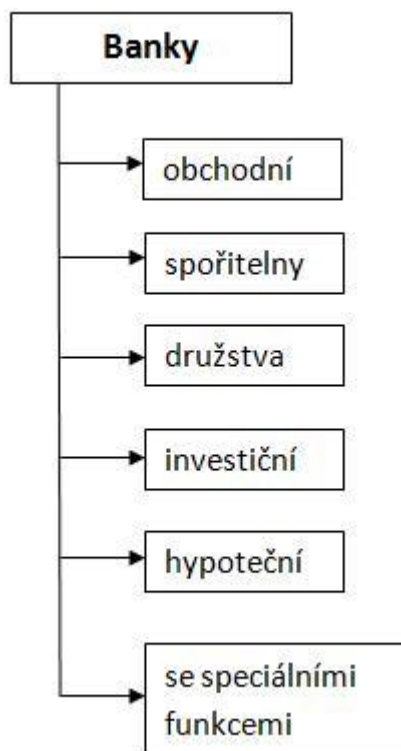 Banky
obchodní
spořitelny
družstva
investiční
hypoteční
se speciálními
funkcemi